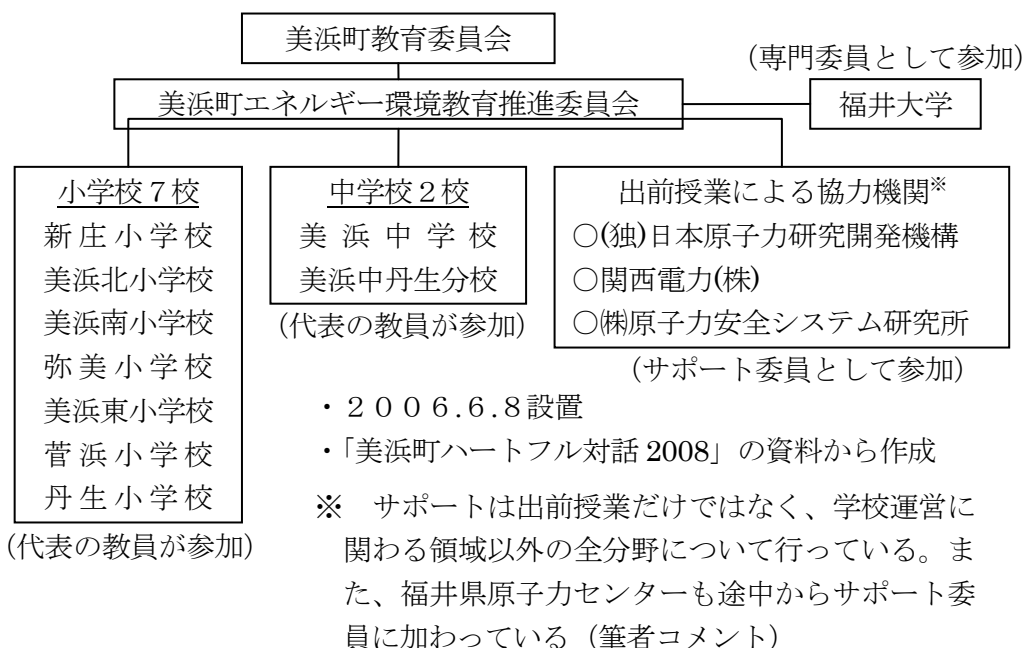 美浜町教育委員会
(専門委員として参加)
美浜町エネルギー環境教育推進委員会
福井大学
小学校７校
新庄小学校
美浜北小学校
美浜南小学校
弥美小学校
美浜東小学校
菅浜小学校
丹生小学校
(代表の教員が参加)
中学校２校
美浜中学校
美浜中丹生分校
(代表の教員が参加)
出前授業による協力機関※
○(独)日本原子力研究開発機構
○関西電力(株)
○㈱原子力安全システム研究所
(サポート委員として参加)
・２００６.６.８設置
・「美浜町ハートフル対話 2008」の資料から作成
※　サポートは出前授業だけではなく、学校運営に
関わる領域以外の全分野について行っている。ま
た、福井県原子力センターも途中からサポート委
員に加わっている（筆者コメント）